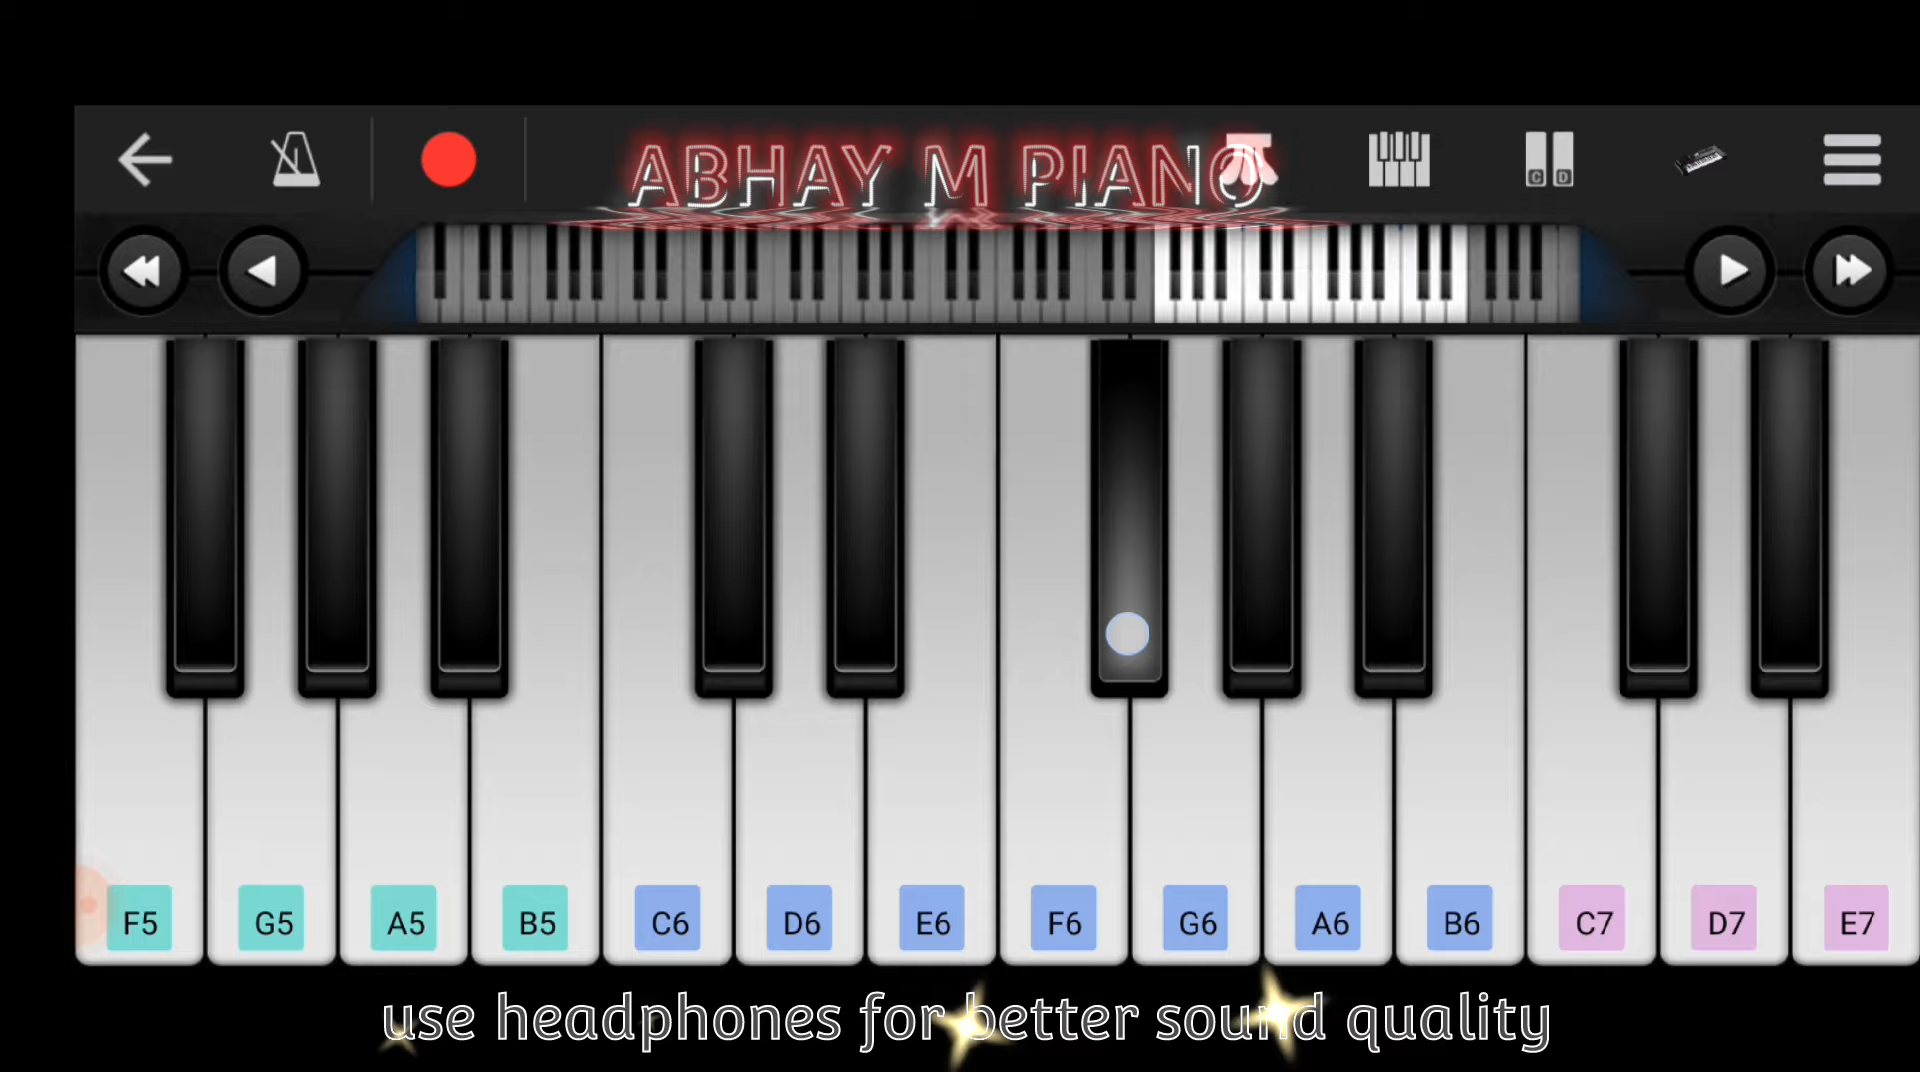 ABHAY M PIANO
C D
F5 G5 A5 B5 C6 D6 E6 F6 G6 A6 B6 C7 D7 E7
use headphones for better sound quality